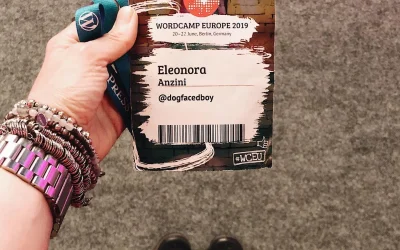 WORDCAMP EUROPE 2019
20-22 June, Berlin, Germany
Eleonora
Anzini
@dogfacedboy
#WCEU